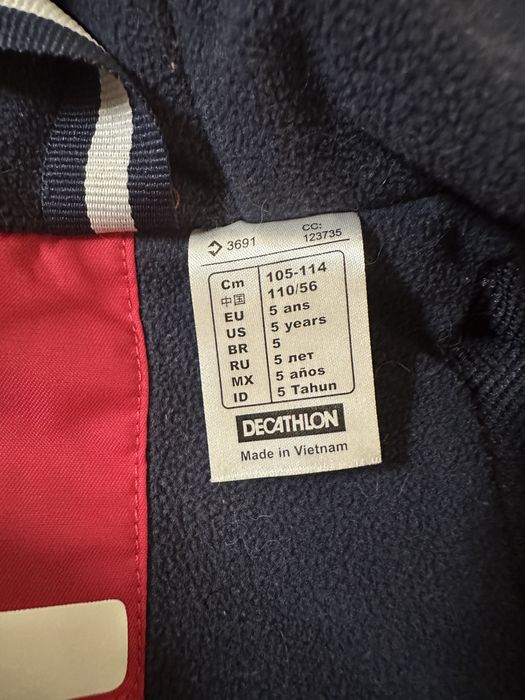 3691
CC:
123735
Cm 105-114
中国 110/56
EU 5 ans
US 5 years
BR 5
RU 5 лет
MX 5 años
ID 5 Tahun
DECATHLON
Made in Vietnam